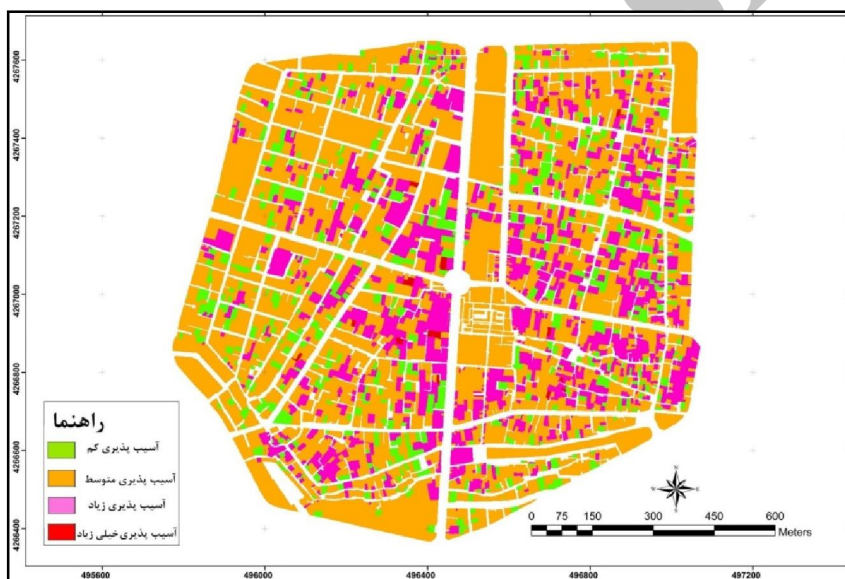 4267600
4267400
4267200
4267000
4266800
4266600
4266400
495600 496000 496400 496800 497200
راهنما
آسیب پذیری کم
آسیب پذیری متوسط
آسیب پذیری زیاد
آسیب پذیری خیلی زیاد
N
W E
S
0 75 150 300 450 600
Meters